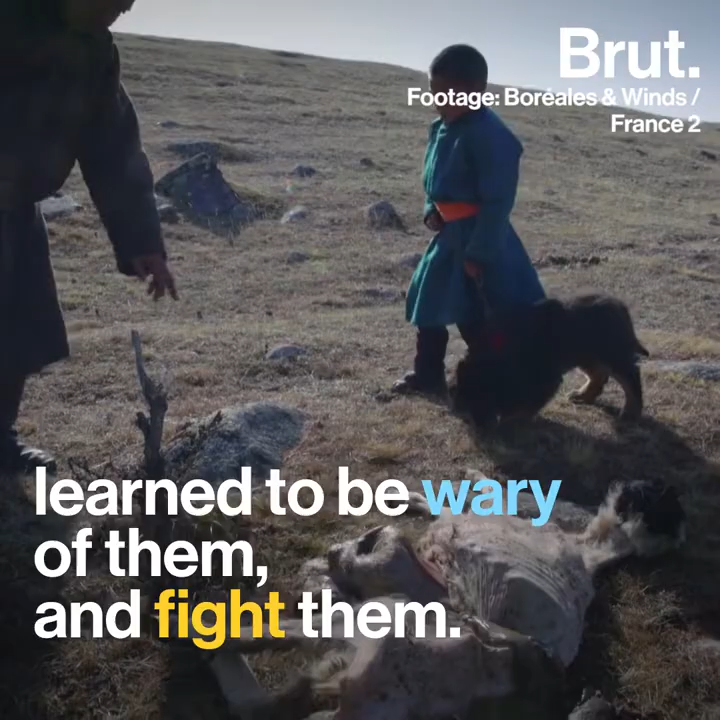 Brut.
Footage: Boréales & Winds /
France 2
learned to be wary
of them,
and fight them.